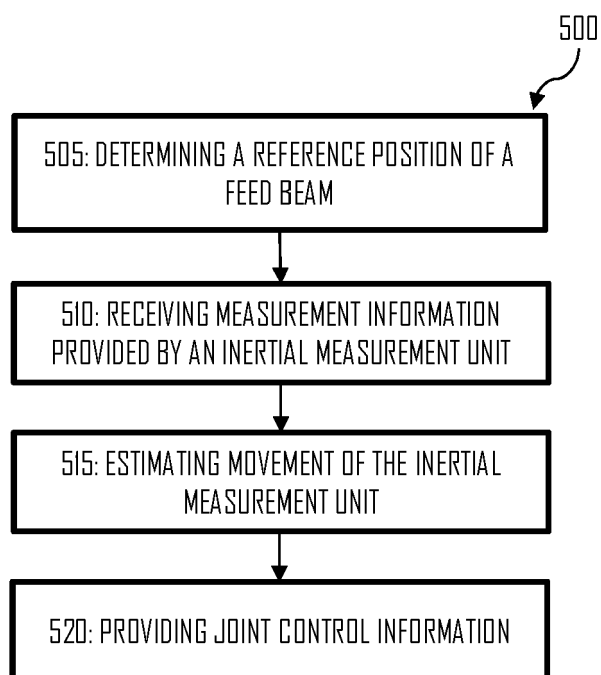 500
505: DETERMINING A REFERENCE POSITION OF A
FEED BEAM
510: RECEIVING MEASUREMENT INFORMATION
PROVIDED BY AN INERTIAL MEASUREMENT UNIT
515: ESTIMATING MOVEMENT OF THE INERTIAL
MEASUREMENT UNIT
520: PROVIDING JOINT CONTROL INFORMATION